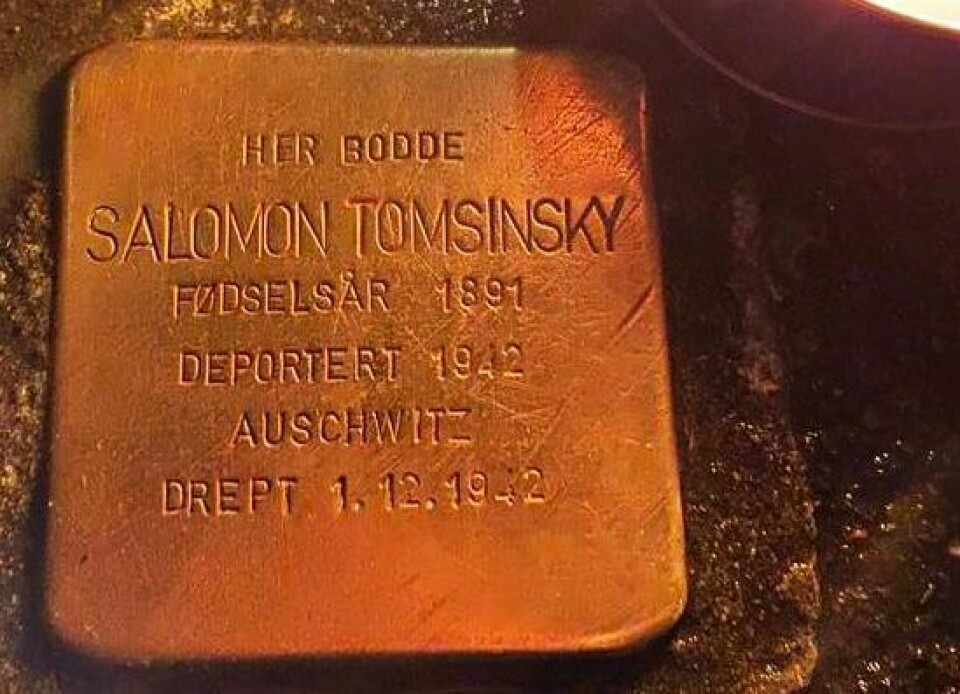 HER BODDE
SALOMON TOMSINSKY
FØDSELSÅR 1891
DEPORTERT 1942
AUSCHWITZ
DREPT 1.12.1942